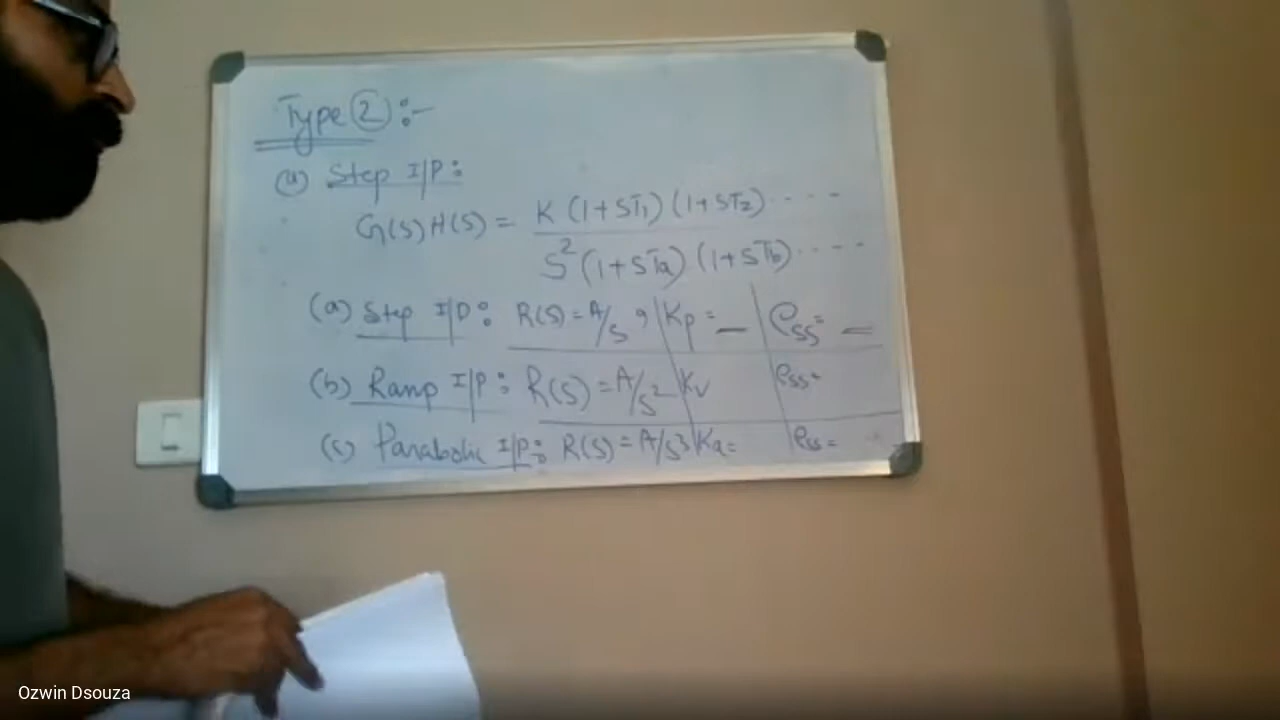 Type ② :-
(a) Step I/P :
G(s)H(s) = K (1+ST₁) (1+ST₂) ....
S² (1+STa) (1+STb) ....
(a) Step I/P : R(s) = A/s , Kp = — ess = —
(b) Ramp I/P : R(s) = A/s² Kv ess=
(c) Parabolic I/P : R(s) = A/s³ Ka= ess=
Ozwin Dsouza